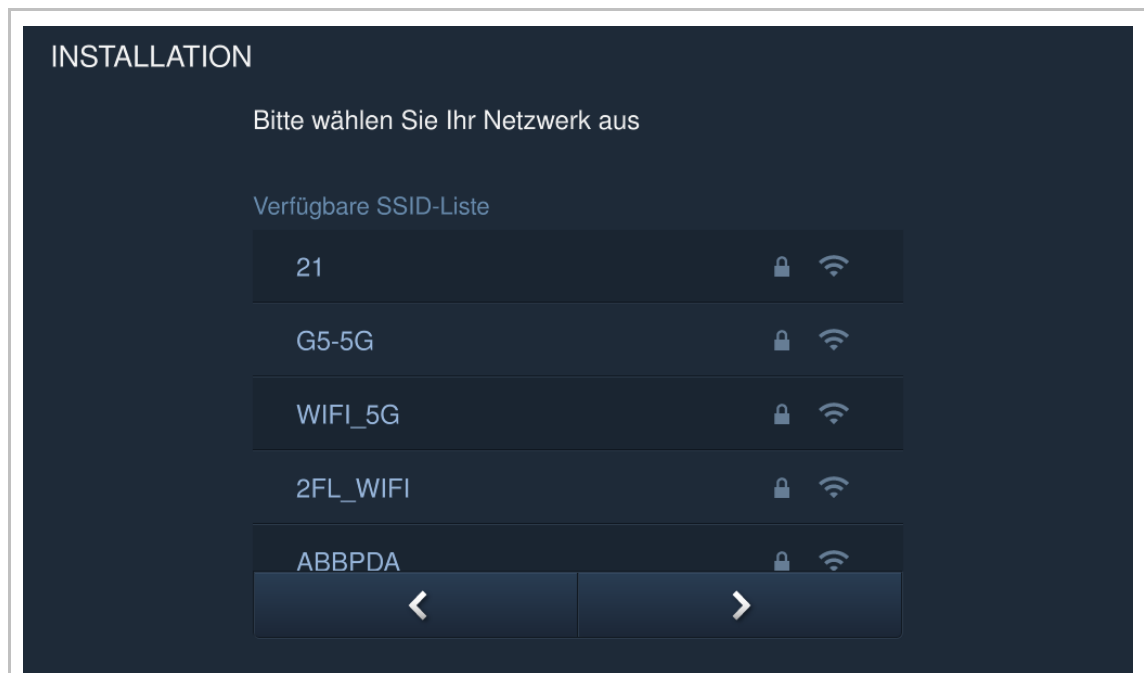 INSTALLATION
Bitte wählen Sie Ihr Netzwerk aus
Verfügbare SSID-Liste
21
G5-5G
WIFI_5G
2FL_WIFI
ABBPDA